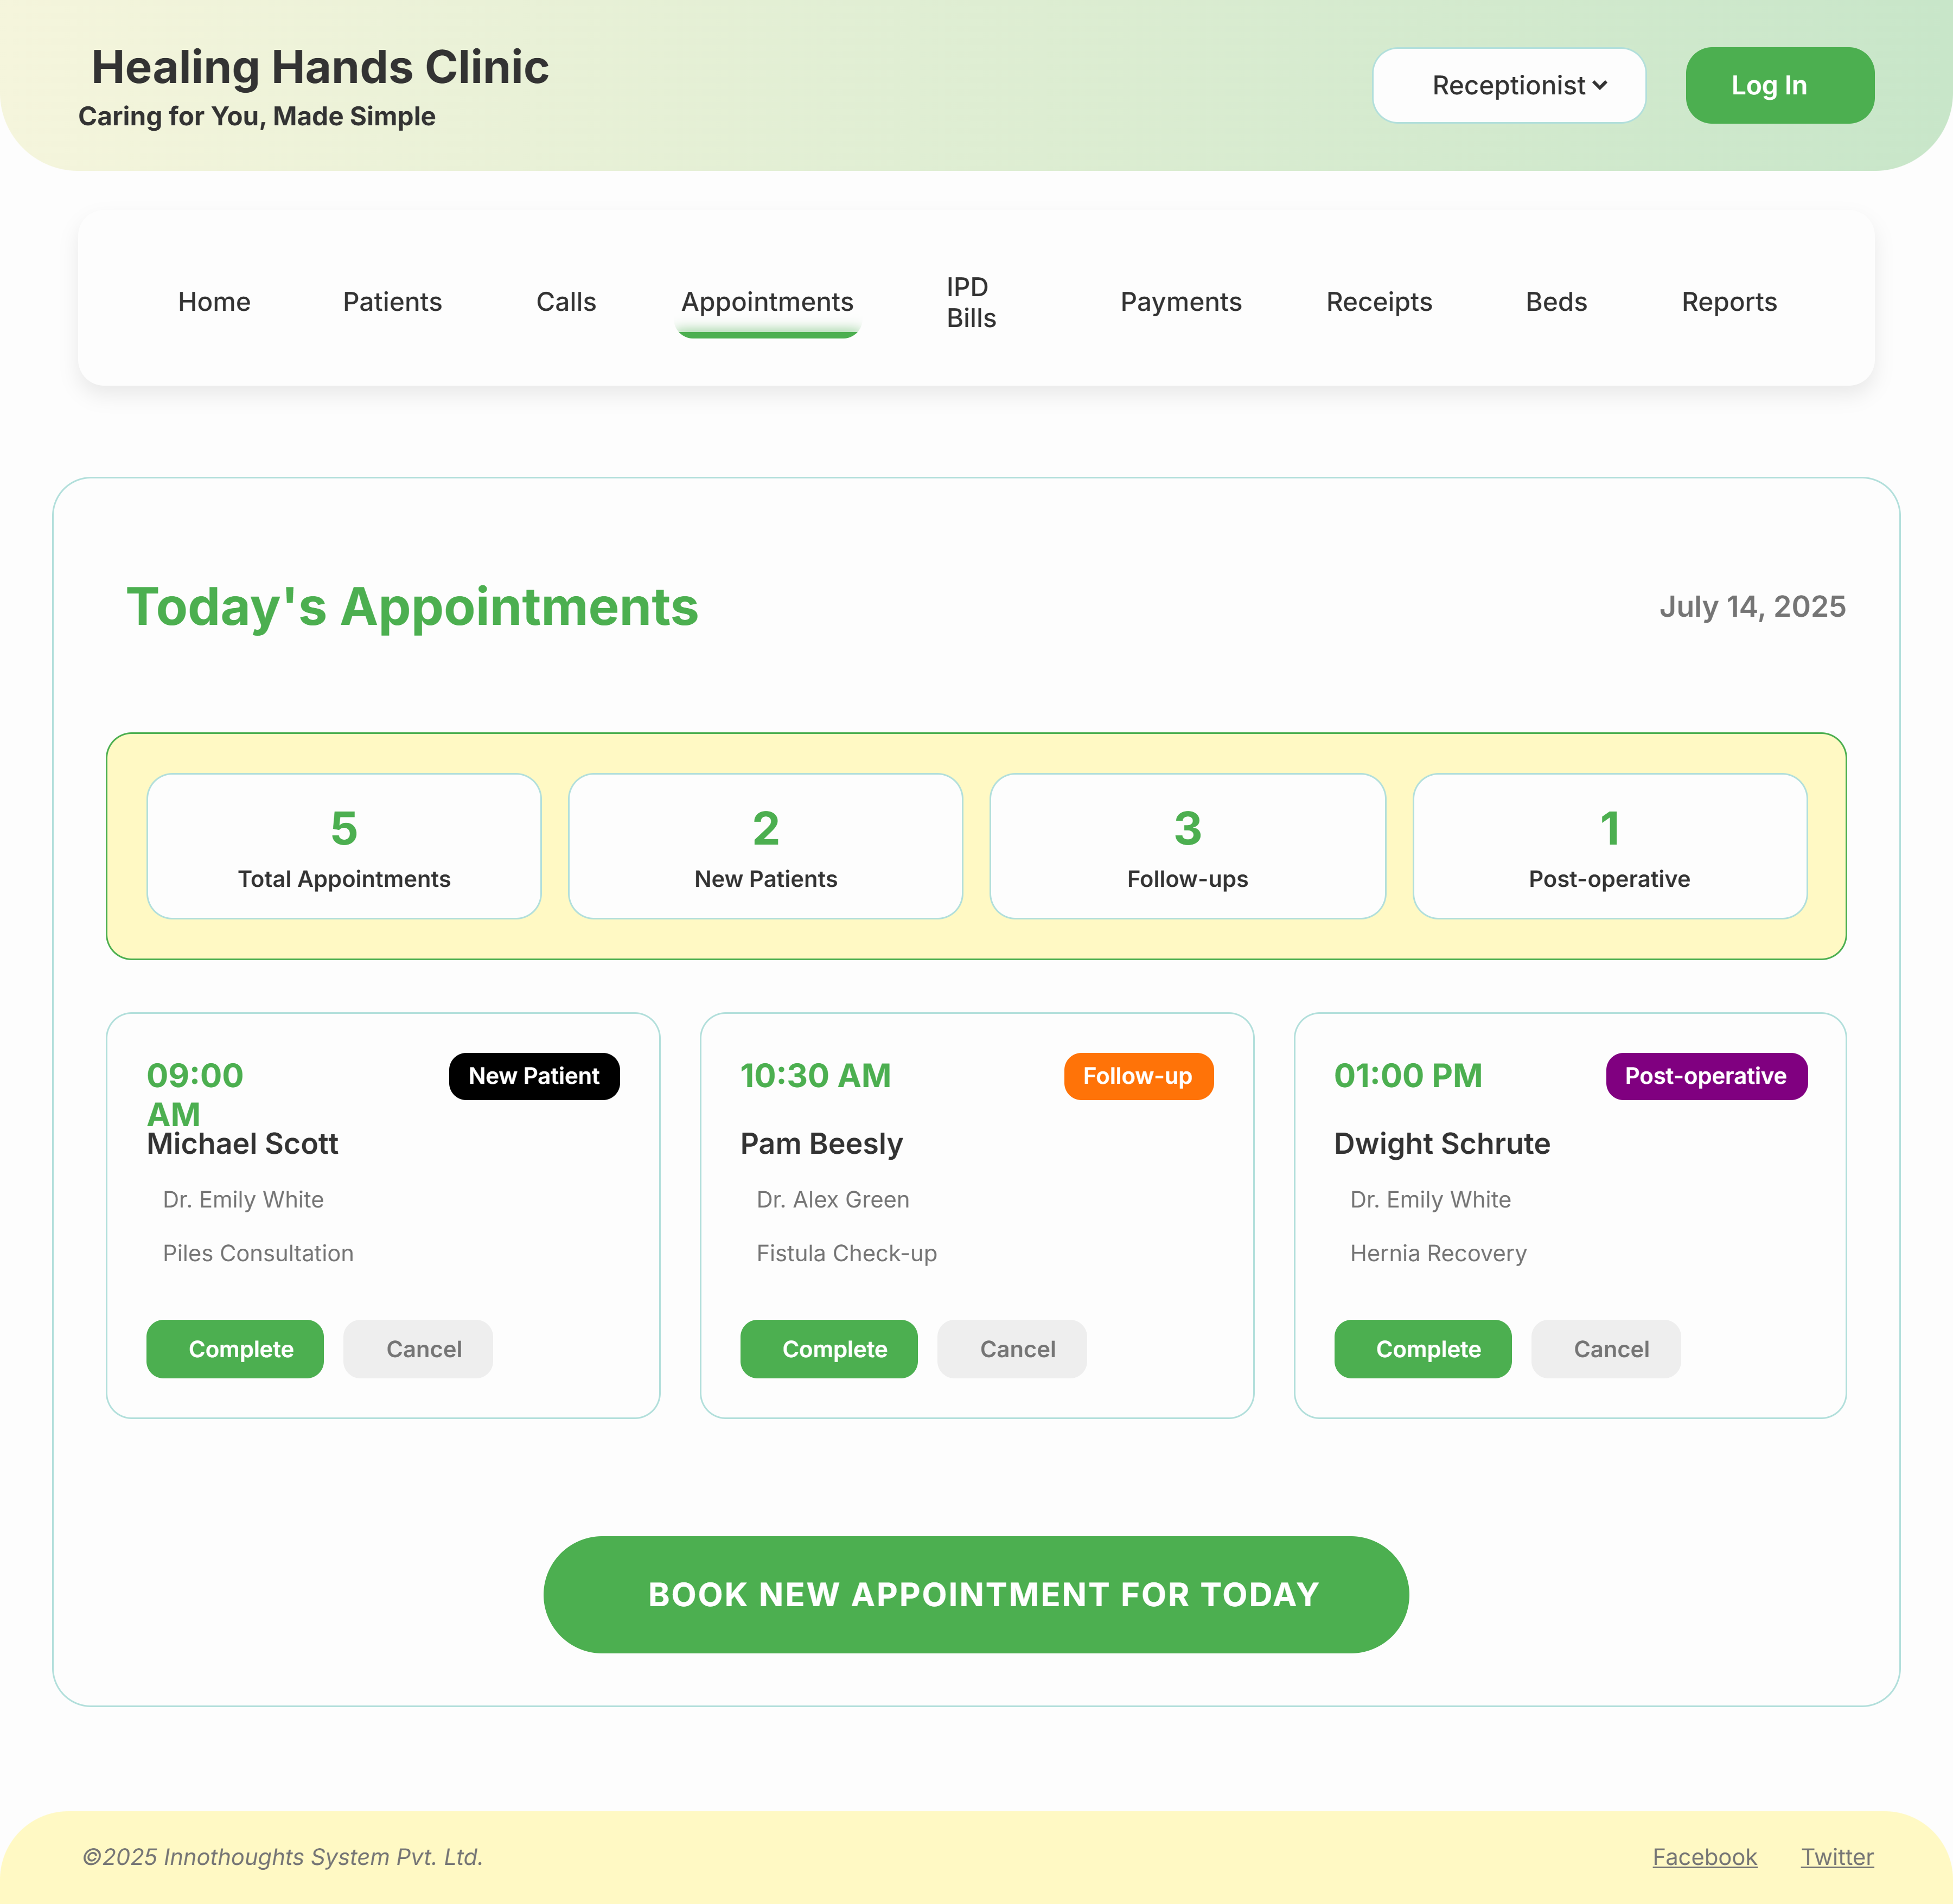 Healing Hands Clinic
Caring for You, Made Simple
Receptionist
Log In
Home
Patients
Calls
Appointments
IPD
Bills
Payments
Receipts
Beds
Reports
Today's Appointments
July 14, 2025
5
Total Appointments
2
New Patients
3
Follow-ups
1
Post-operative
09:00
AM
New Patient
Michael Scott
Dr. Emily White
Piles Consultation
Complete
Cancel
10:30 AM
Follow-up
Pam Beesly
Dr. Alex Green
Fistula Check-up
Complete
Cancel
01:00 PM
Post-operative
Dwight Schrute
Dr. Emily White
Hernia Recovery
Complete
Cancel
BOOK NEW APPOINTMENT FOR TODAY
©2025 Innothoughts System Pvt. Ltd.
Facebook
Twitter